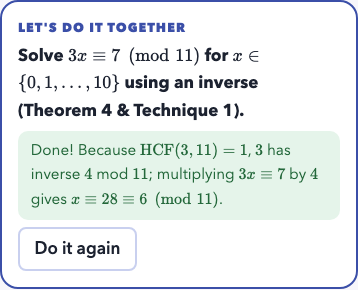 LET'S DO IT TOGETHER
Solve 3x ≡ 7 (mod 11) for x ∈
{0, 1, . . . , 10} using an inverse
(Theorem 4 & Technique 1).
Done! Because HCF(3, 11) = 1, 3 has
inverse 4 mod 11; multiplying 3x ≡ 7 by 4
gives x ≡ 28 ≡ 6 (mod 11).
Do it again